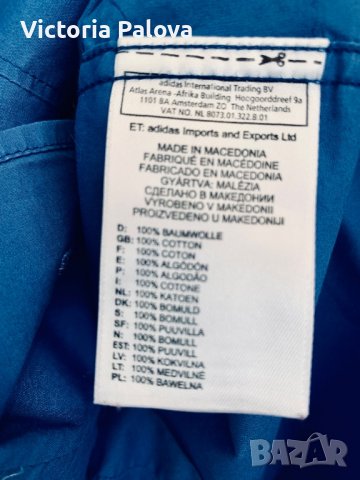 Victoria Palova
adidas International Trading BV
Atlas Arena -Afrika Building Hoogoorddreef 9a
1101 BA Amsterdam ZO The Netherlands
VAT NO. NL 8073.01.322.B.01
ET: adidas Imports and Exports Ltd
MADE IN MACEDONIA
FABRIQUÉ EN MACÉDOINE
FABRICADO EN MACEDONIA
GYÁRTVA: MALÉZIA
СДЕЛАНО В МАКЕДОНИИ
VYROBENO V MAKEDONII
PROIZVEDENO U MAKEDONIJI
D: 100% BAUMWOLLE
GB: 100% COTTON
F: 100% COTON
E: 100% ALGODÓN
P: 100% ALGODÃO
I: 100% COTONE
NL: 100% KATOEN
DK: 100% BOMULD
S: 100% BOMULL
SF: 100% PUUVILLA
N: 100% BOMULL
EST: 100% PUUVILL
LV: 100% KOKVILNA
LT: 100% MEDVILNĖ
PL: 100% BAWEŁNA
BAZAR